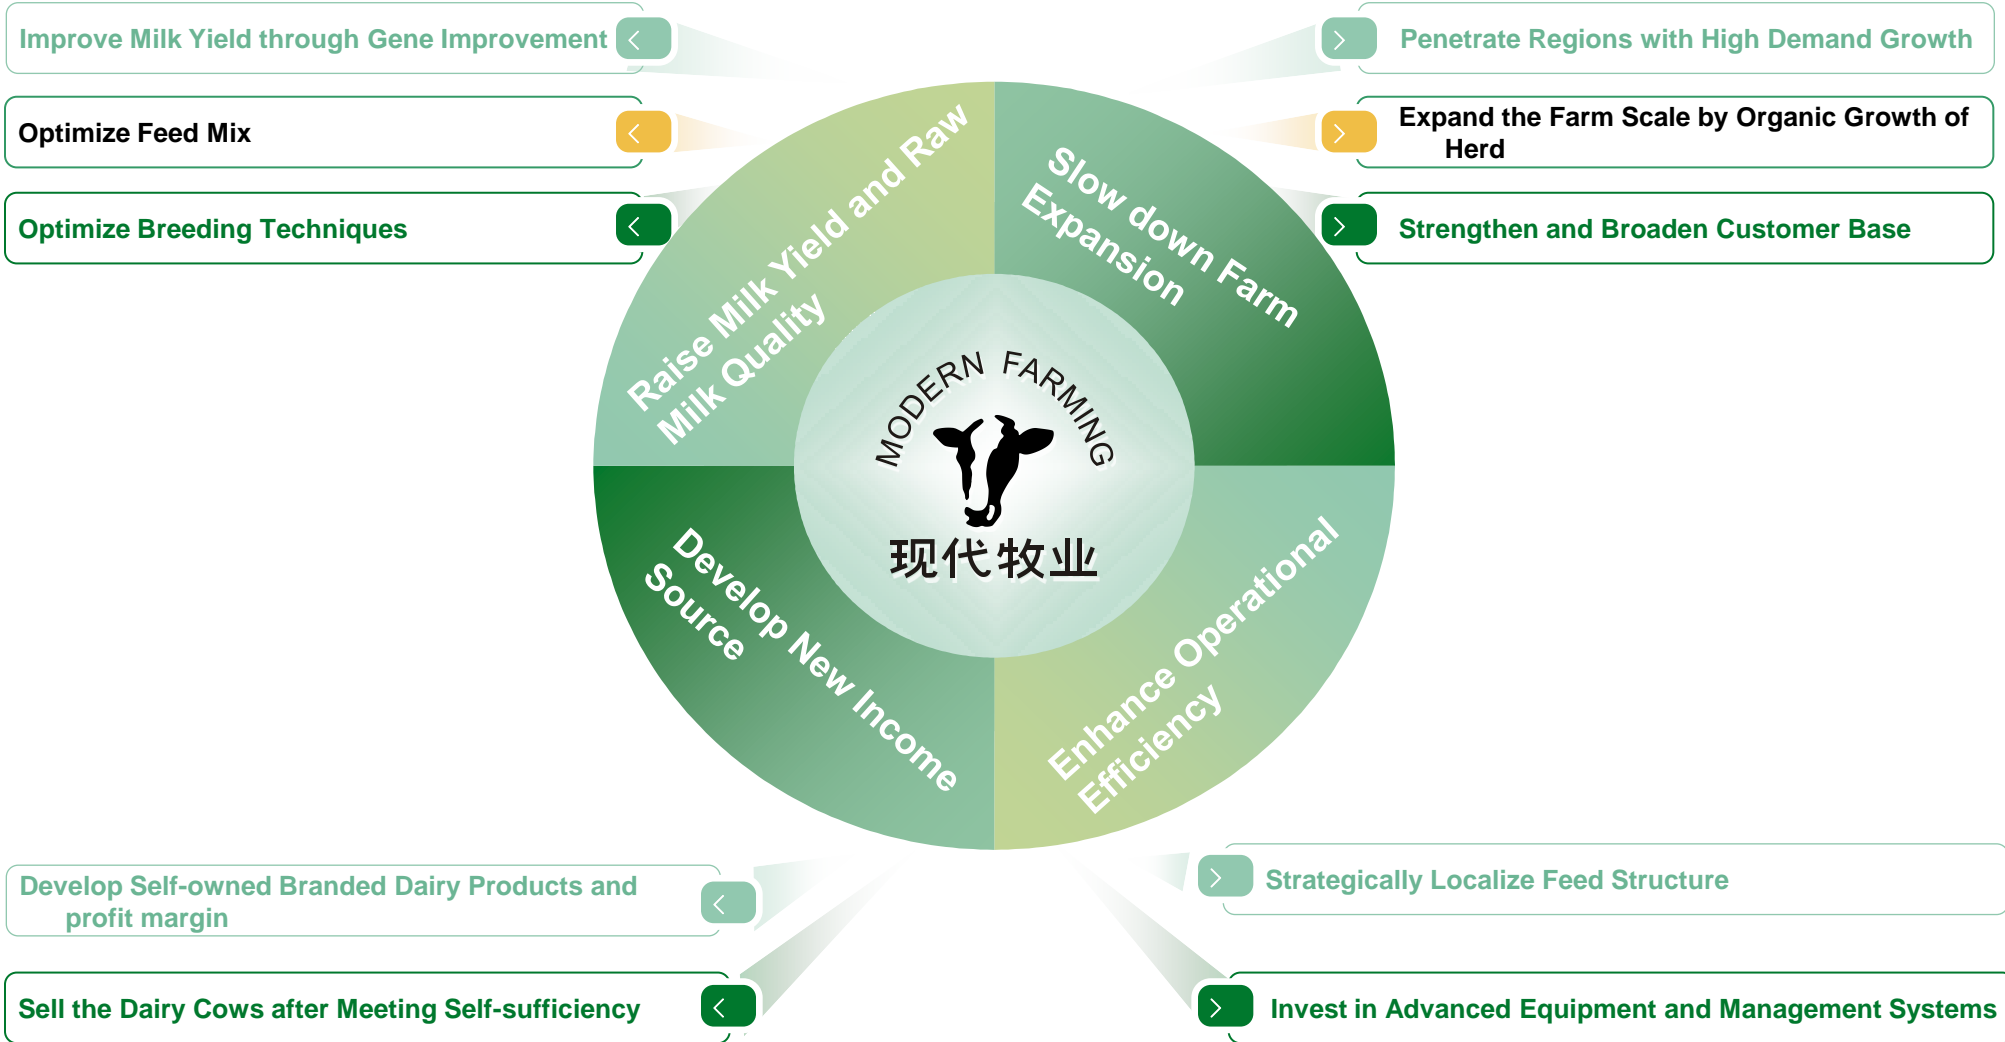 Improve Milk Yield through Gene Improvement
Optimize Feed Mix
Optimize Breeding Techniques
Penetrate Regions with High Demand Growth
Expand the Farm Scale by Organic Growth of
Herd
Strengthen and Broaden Customer Base
Raise Milk Yield and Raw
Milk Quality
Slow down Farm
Expansion
MODERN FARMING
现代牧业
Develop New Income
Source
Enhance Operational
Efficiency
Develop Self-owned Branded Dairy Products and
profit margin
Sell the Dairy Cows after Meeting Self-sufficiency
Strategically Localize Feed Structure
Invest in Advanced Equipment and Management Systems